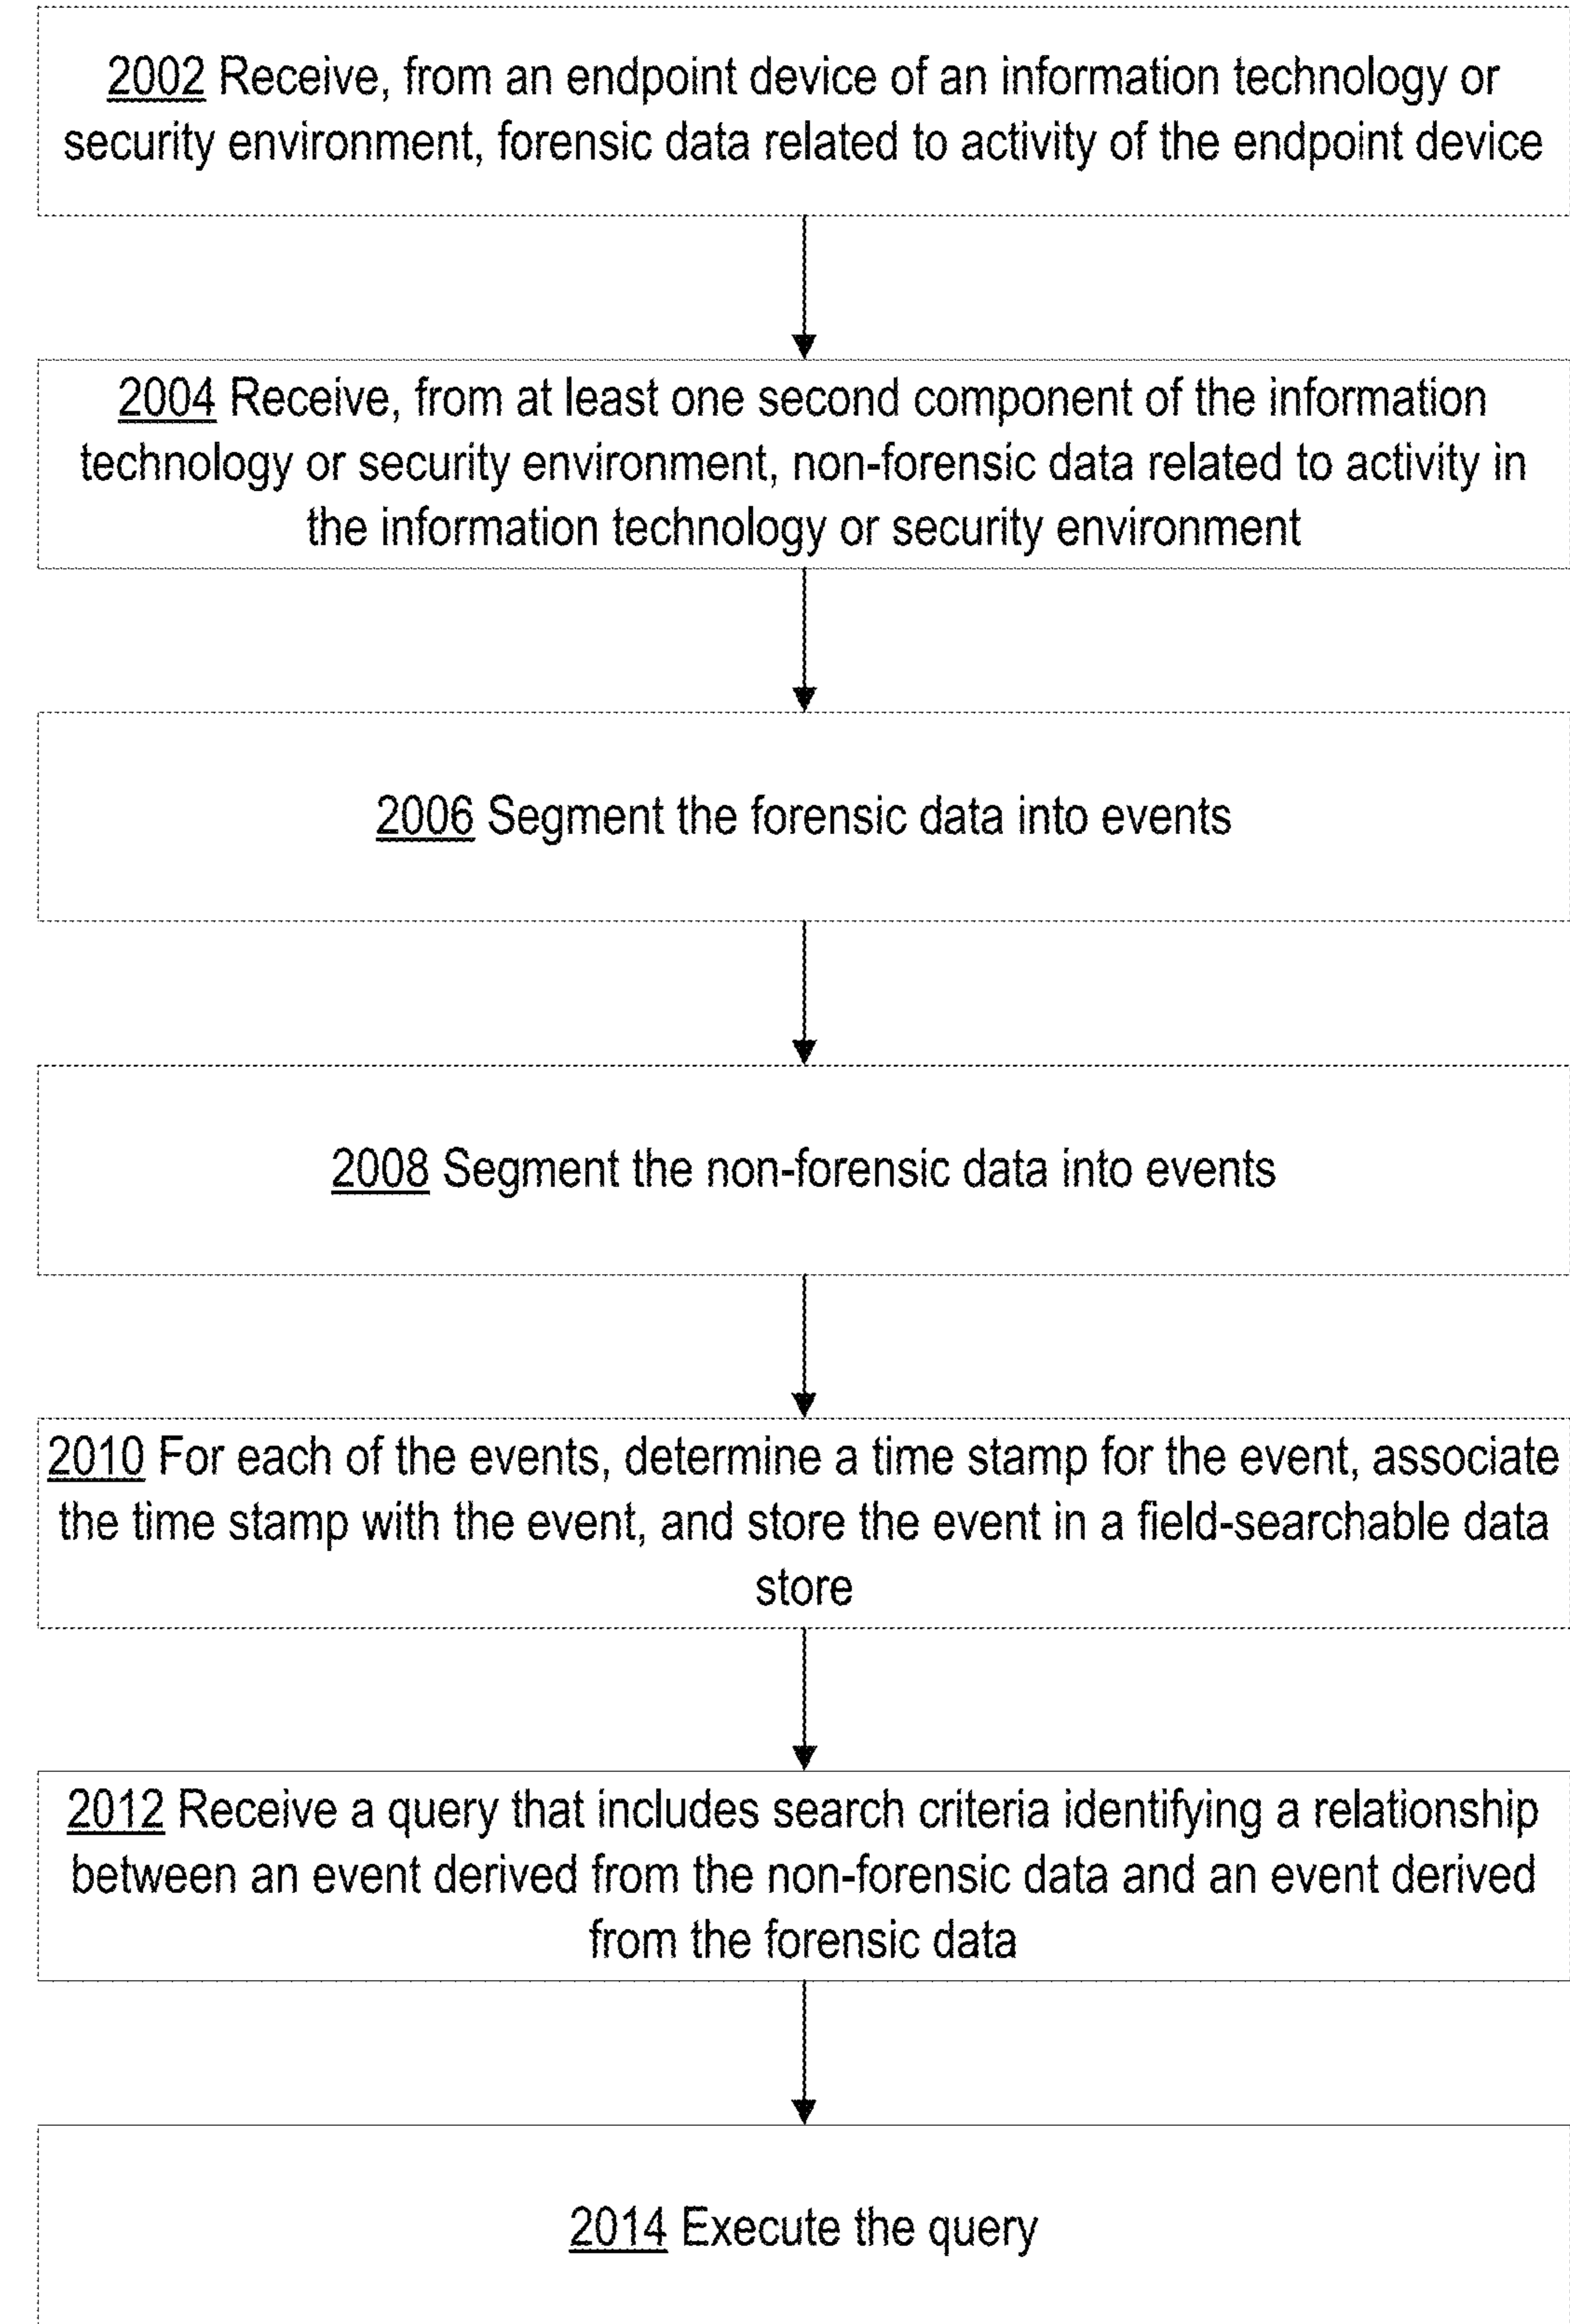 2002 Receive, from an endpoint device of an information technology or
security environment, forensic data related to activity of the endpoint device
2004 Receive, from at least one second component of the information
technology or security environment, non-forensic data related to activity in
the information technology or security environment
2006 Segment the forensic data into events
2008 Segment the non-forensic data into events
2010 For each of the events, determine a time stamp for the event, associate
the time stamp with the event, and store the event in a field-searchable data
store
2012 Receive a query that includes search criteria identifying a relationship
between an event derived from the non-forensic data and an event derived
from the forensic data
2014 Execute the query